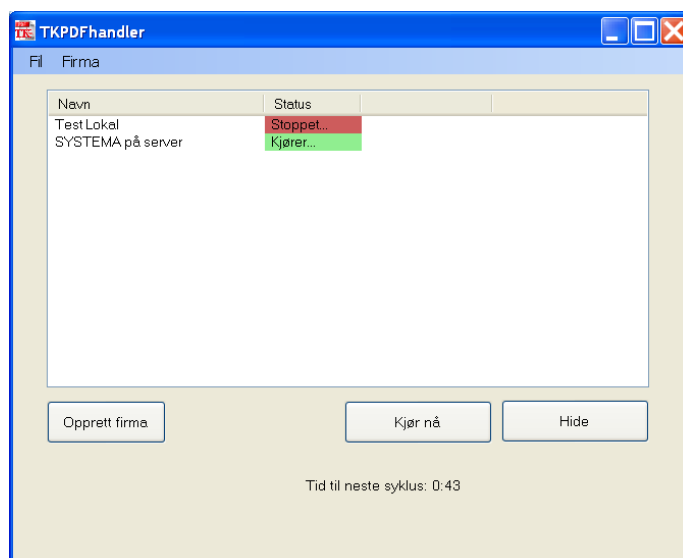 TKPDFhandler
Fil Firma
Navn Status
Test Lokal Stoppet...
SYSTEMA på server Kjører...
Opprett firma Kjør nå Hide
Tid til neste syklus: 0:43